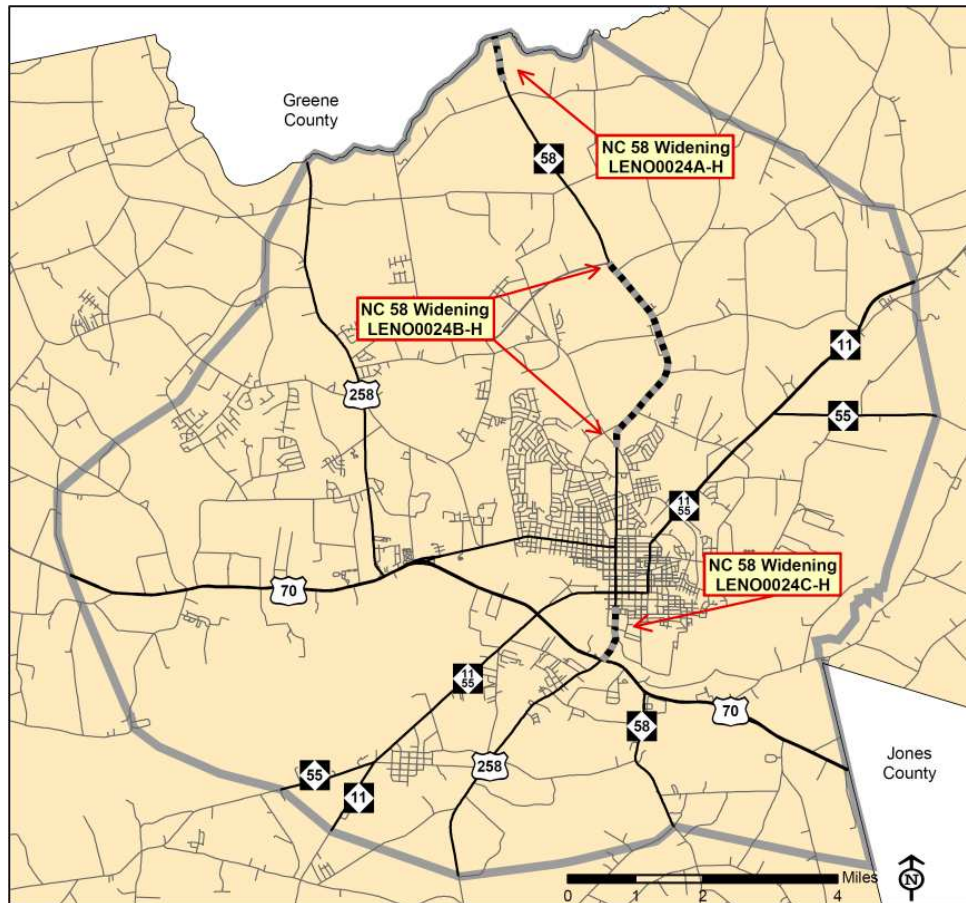 Greene
County
NC 58 Widening
LENO0024A-H
58
NC 58 Widening
LENO0024B-H
11
258
55
11
55
NC 58 Widening
LENO0024C-H
70
11
55
58
70
Jones
County
55
258
11
Miles
0 1 2 4
N